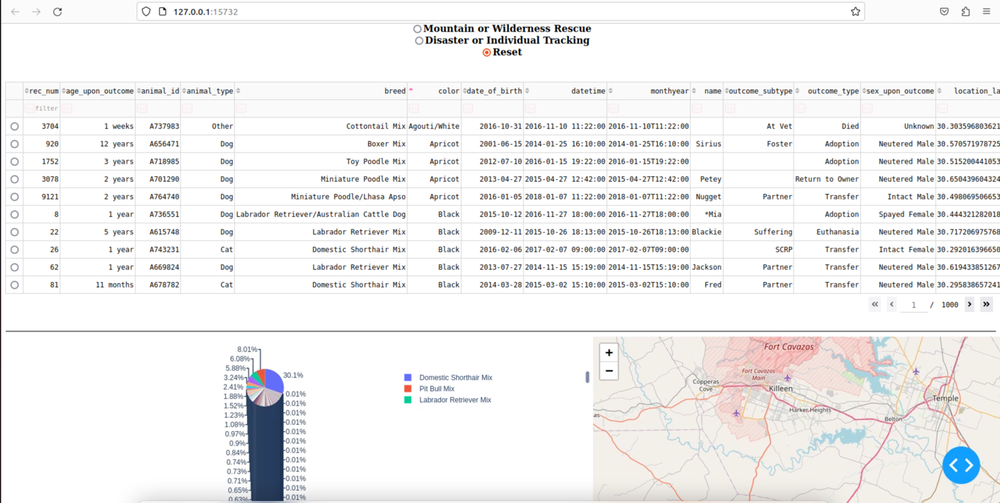 127.0.0.1:15732
Mountain or Wilderness Rescue
Disaster or Individual Tracking
Reset
rec_num age_upon_outcome animal_id animal_type breed color date_of_birth datetime monthyear name outcome_subtype outcome_type sex_upon_outcome location_la
Aa filter Aa Aa Aa Aa Aa Aa Aa Aa Aa Aa Aa Aa Aa
3704 1 weeks A737983 Other Cottontail Mix Agouti/White 2016-10-31 2016-11-10 11:22:00 2016-11-10T11:22:00 At Vet Died Unknown 30.303596803621
920 12 years A656471 Dog Boxer Mix Apricot 2001-06-15 2014-01-25 16:10:00 2014-01-25T16:10:00 Sirius Foster Adoption Neutered Male 30.570571978725
1752 3 years A718985 Dog Toy Poodle Mix Apricot 2012-07-10 2016-01-15 19:22:00 2016-01-15T19:22:00 Adoption Neutered Male 30.515200441053
3078 2 years A701290 Dog Miniature Poodle Mix Apricot 2013-04-27 2015-04-27 12:42:00 2015-04-27T12:42:00 Petey Return to Owner Neutered Male 30.650439604324
9121 2 years A764740 Dog Miniature Poodle/Lhasa Apso Apricot 2016-01-05 2018-01-07 11:22:00 2018-01-07T11:22:00 Nugget Partner Transfer Intact Male 30.498069506653
8 1 year A736551 Dog Labrador Retriever/Australian Cattle Dog Black 2015-10-12 2016-11-27 18:00:00 2016-11-27T18:00:00 *Mia Adoption Spayed Female 30.444321282018
22 5 years A615748 Dog Labrador Retriever Mix Black 2009-12-11 2015-10-26 18:13:00 2015-10-26T18:13:00 Blackie Suffering Euthanasia Neutered Male 30.717206975768
26 1 year A743231 Cat Domestic Shorthair Mix Black 2016-02-06 2017-02-07 09:00:00 2017-02-07T09:00:00 SCRP Transfer Intact Female 30.292016396650
62 1 year A669824 Dog Labrador Retriever Mix Black 2013-07-27 2014-11-15 15:19:00 2014-11-15T15:19:00 Jackson Partner Transfer Neutered Male 30.619433851267
81 11 months A678782 Cat Domestic Shorthair Mix Black 2014-03-28 2015-03-02 15:10:00 2015-03-02T15:10:00 Fred Partner Transfer Neutered Male 30.295838657241
1 / 1000
8.01%
6.08%
5.88%
3.24%
2.41%
1.88%
1.52%
1.23%
1.08%
0.97%
0.9%
0.84%
0.74%
0.73%
0.71%
0.65%
0.63%
30.1%
0.01%
0.01%
0.01%
0.01%
0.01%
0.01%
0.01%
0.01%
0.01%
0.01%
0.01%
0.01%
Domestic Shorthair Mix
Pit Bull Mix
Labrador Retriever Mix
+
−
Fort Cavazos
Fort Cavazos
Main
Copperas
Cove
Killeen
Harker Heights
Temple
Belton
as